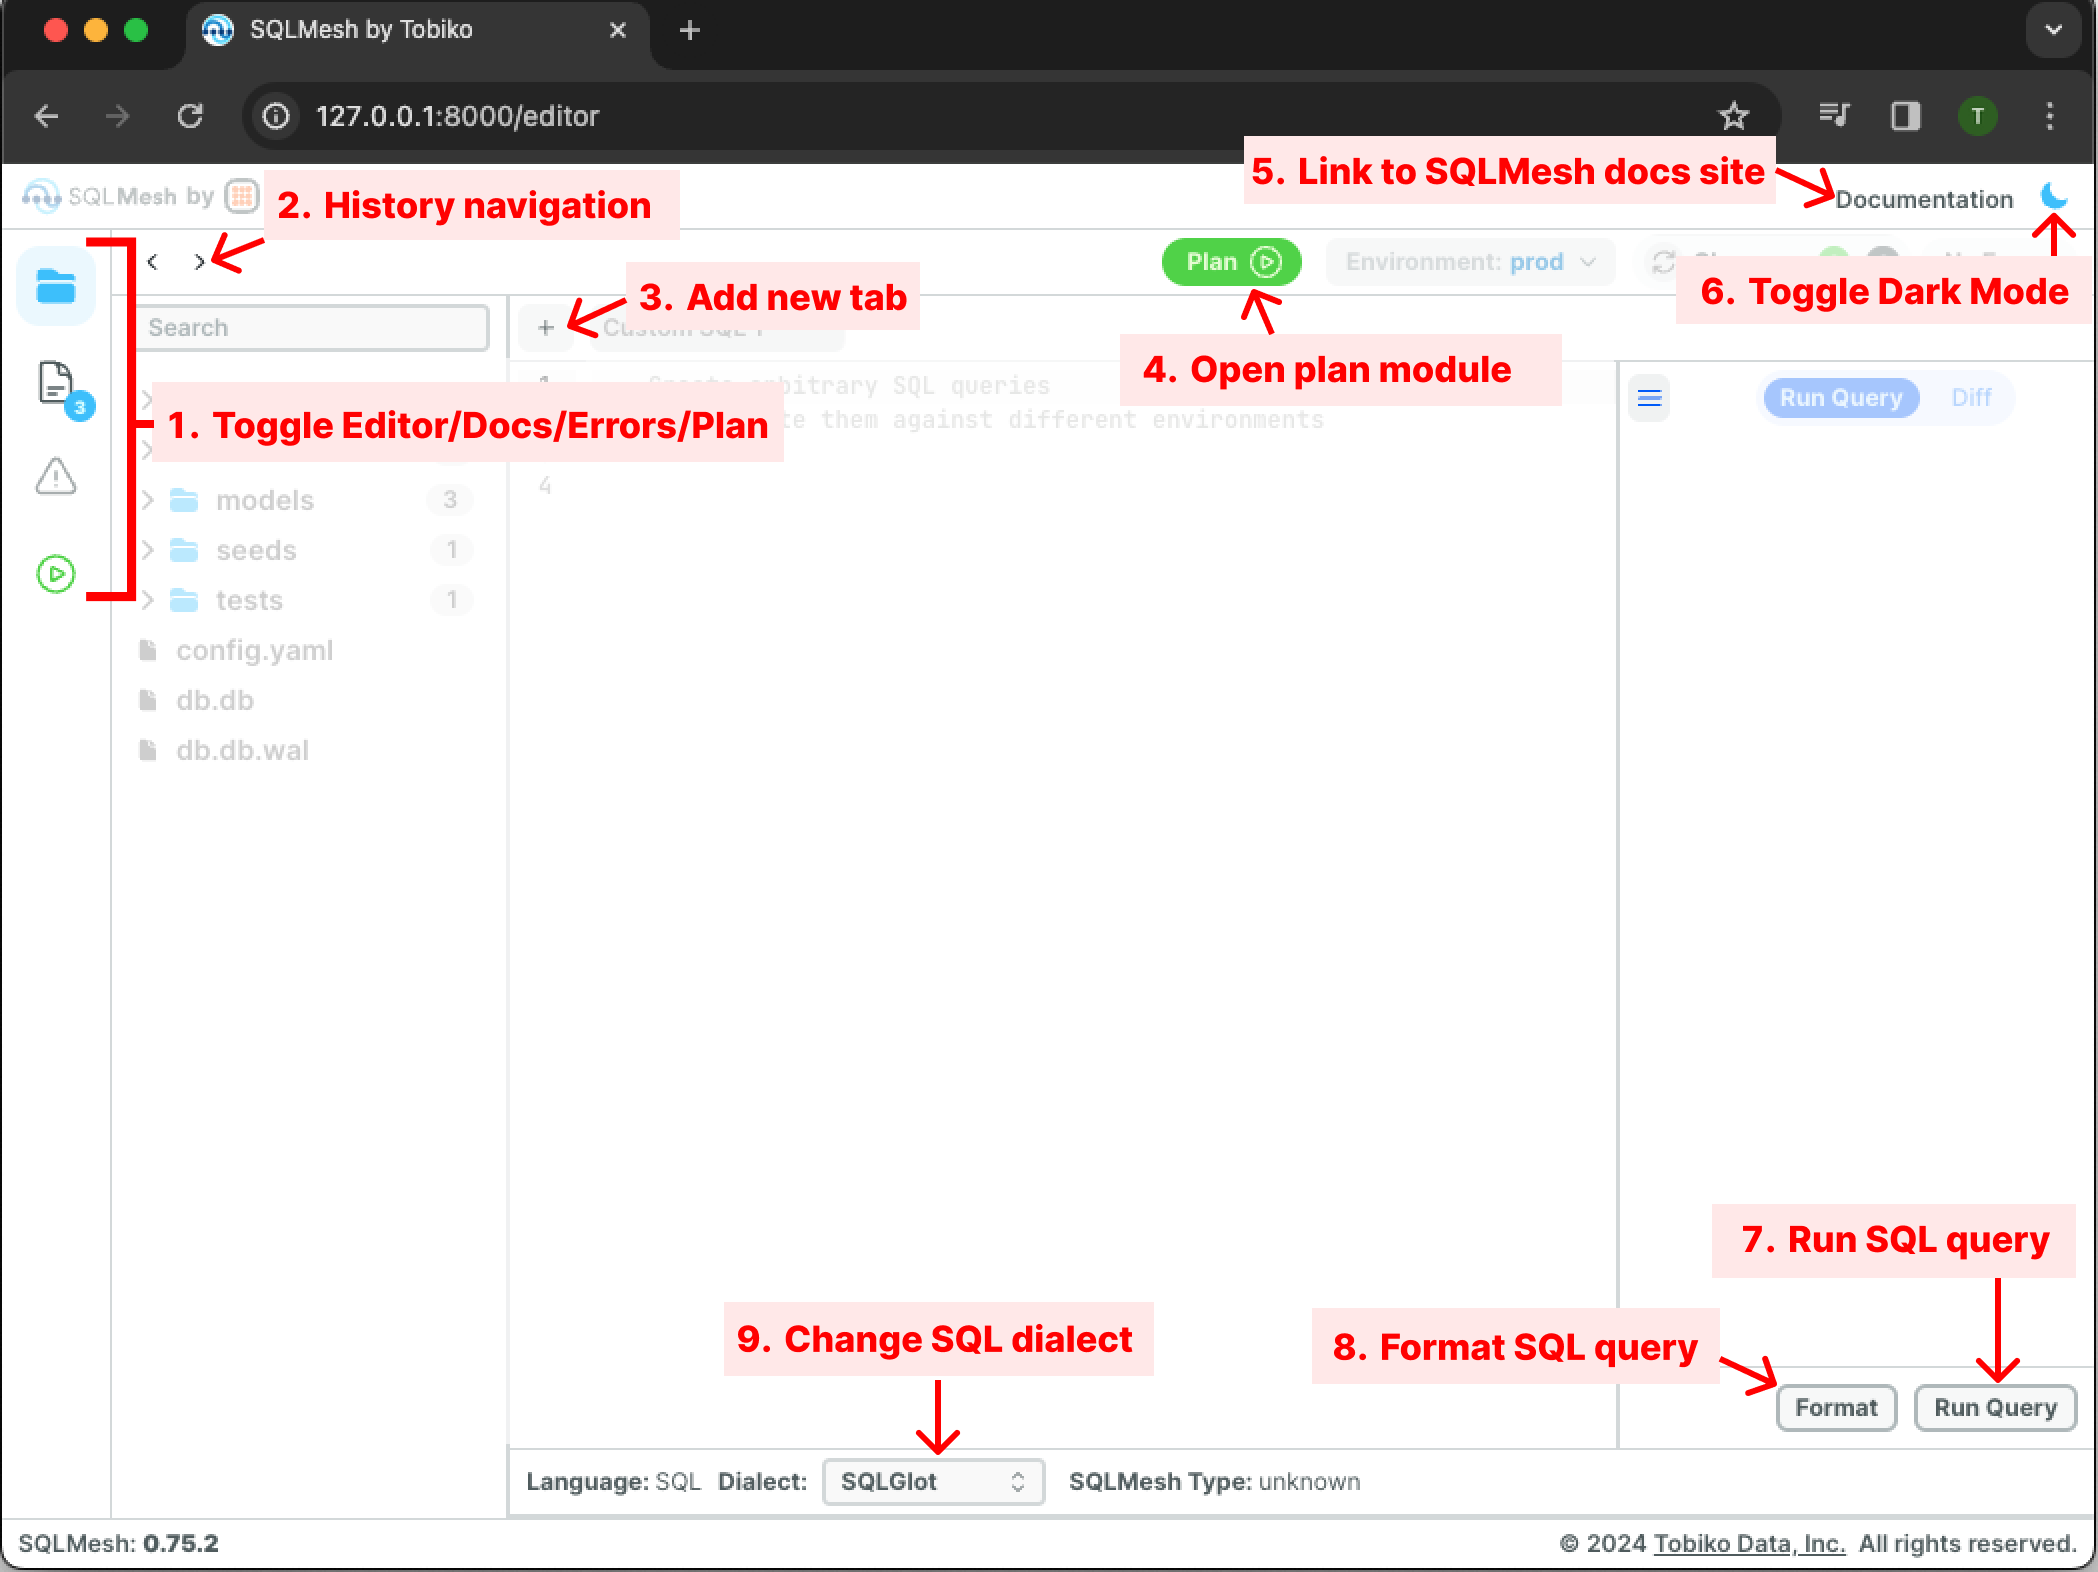 SQLMesh by Tobiko
127.0.0.1:8000/editor
T
5. Link to SQLMesh docs site
SQLMesh by
2. History navigation
Documentation
Plan
Environment: prod
3. Add new tab
6. Toggle Dark Mode
Search
+ Custom SQL 1
4. Open plan module
1
arbitrary SQL queries
3
1. Toggle Editor/Docs/Errors/Plan
them against different environments
Run Query Diff
4
models 3
seeds 1
tests 1
config.yaml
db.db
db.db.wal
7. Run SQL query
9. Change SQL dialect
8. Format SQL query
Format Run Query
Language: SQL Dialect: SQLGlot SQLMesh Type: unknown
SQLMesh: 0.75.2
© 2024 Tobiko Data, Inc. All rights reserved.